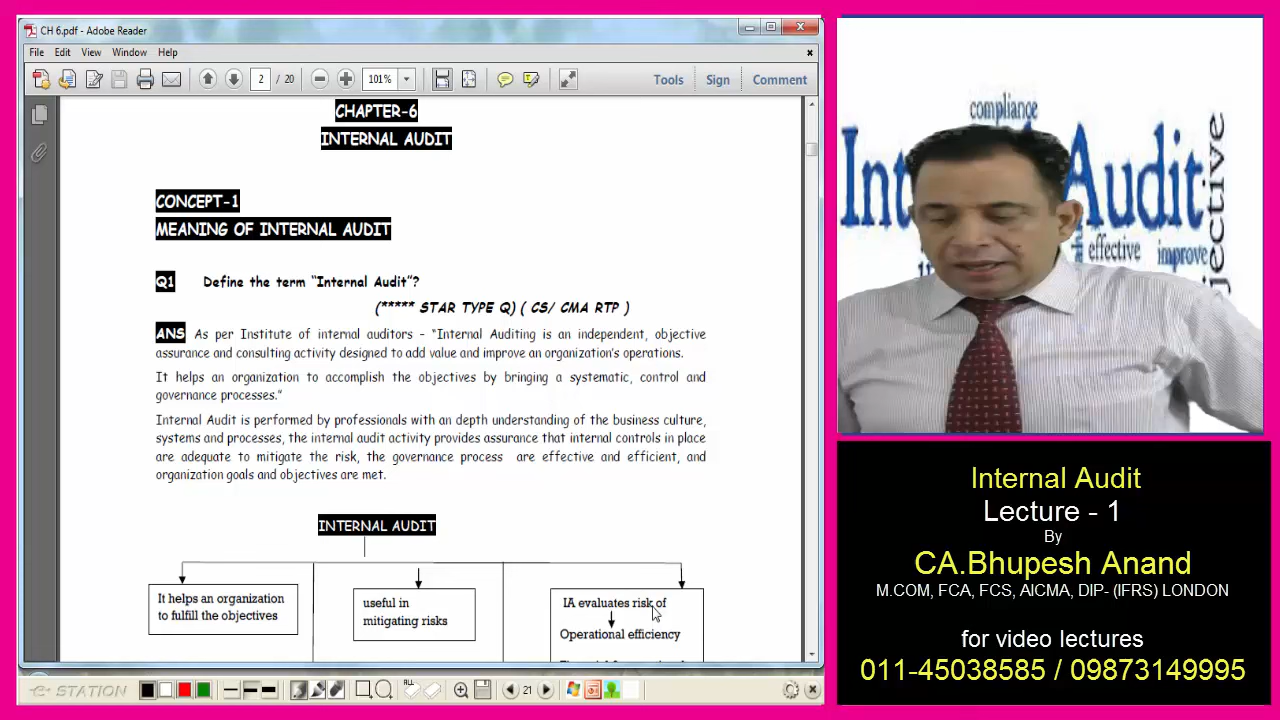 CH 6.pdf - Adobe Reader
File Edit View Window Help
2 / 20 101% Tools Sign Comment
CHAPTER-6
INTERNAL AUDIT
CONCEPT-1
MEANING OF INTERNAL AUDIT
Q1 Define the term "Internal Audit"?
(***** STAR TYPE Q) ( CS/ CMA RTP )
ANS As per Institute of internal auditors - "Internal Auditing is an independent, objective
assurance and consulting activity designed to add value and improve an organization's operations.
It helps an organization to accomplish the objectives by bringing a systematic, control and
governance processes."
Internal Audit is performed by professionals with an depth understanding of the business culture,
systems and processes, the internal audit activity provides assurance that internal controls in place
are adequate to mitigate the risk, the governance process are effective and efficient, and
organization goals and objectives are met.
INTERNAL AUDIT
It helps an organization
to fulfill the objectives
useful in
mitigating risks
IA evaluates risk of
Operational efficiency
STATION
ALL
21
compliance
Audit
effective
improve
Internal Audit
Lecture - 1
By
CA.Bhupesh Anand
M.COM, FCA, FCS, AICMA, DIP- (IFRS) LONDON
for video lectures
011-45038585 / 09873149995